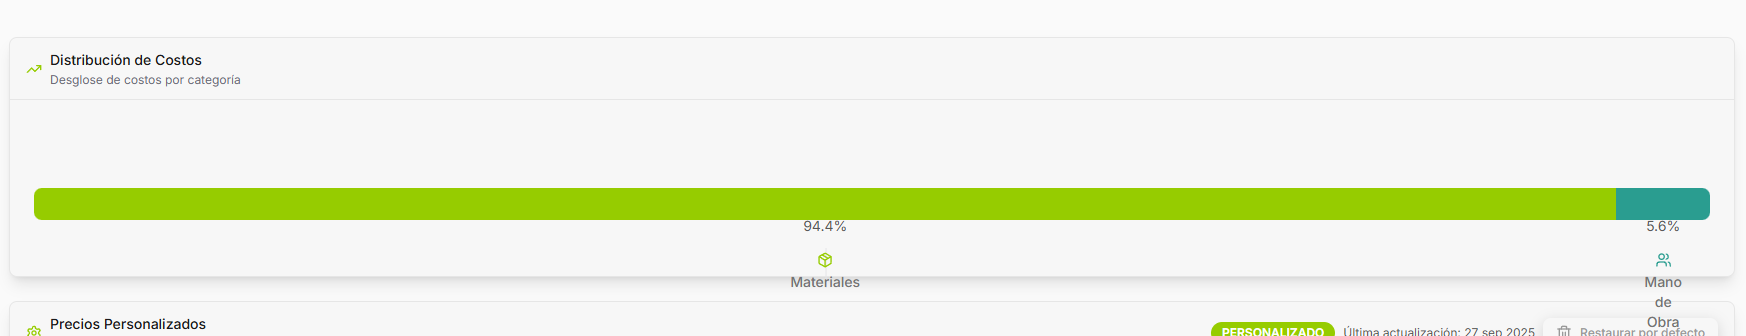 Distribución de Costos
Desglose de costos por categoría
94.4%
5.6%
Materiales
Mano
de
Obra
Precios Personalizados
PERSONALIZADO
Última actualización: 27 sep 2025
Restaurar por defecto